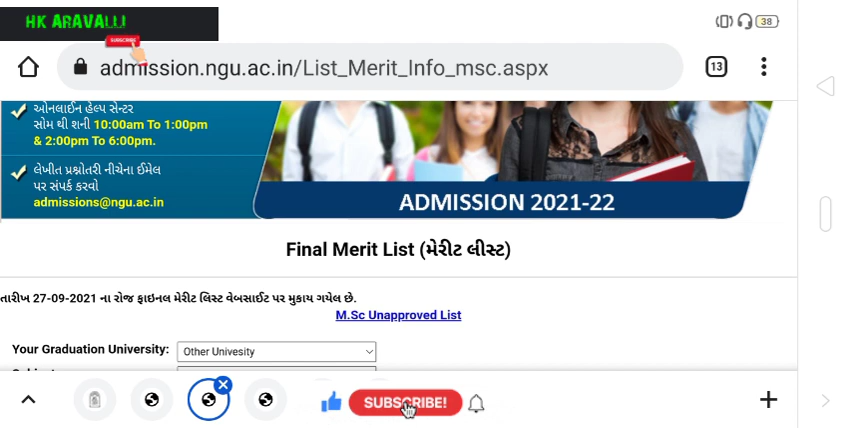 HK ARAVALLI
SUBSCRIBE
38
admission.ngu.ac.in/List_Merit_Info_msc.aspx
13
ઓનલાઈન હેલ્પ સેન્ટર
સોમ થી શની 10:00am To 1:00pm
& 2:00pm To 6:00pm.
લેખીત પ્રશ્નોતરી નીચેના ઈમેલ
પર સંપર્ક કરવો
admissions@ngu.ac.in
ADMISSION 2021-22
Final Merit List (મેરીટ લીસ્ટ)
તારીખ 27-09-2021 ના રોજ ફાઇનલ મેરીટ લિસ્ટ વેબસાઈટ પર મુકાય ગયેલ છે.
M.Sc Unapproved List
Your Graduation University: Other Univesity
SUBSCRIBE!